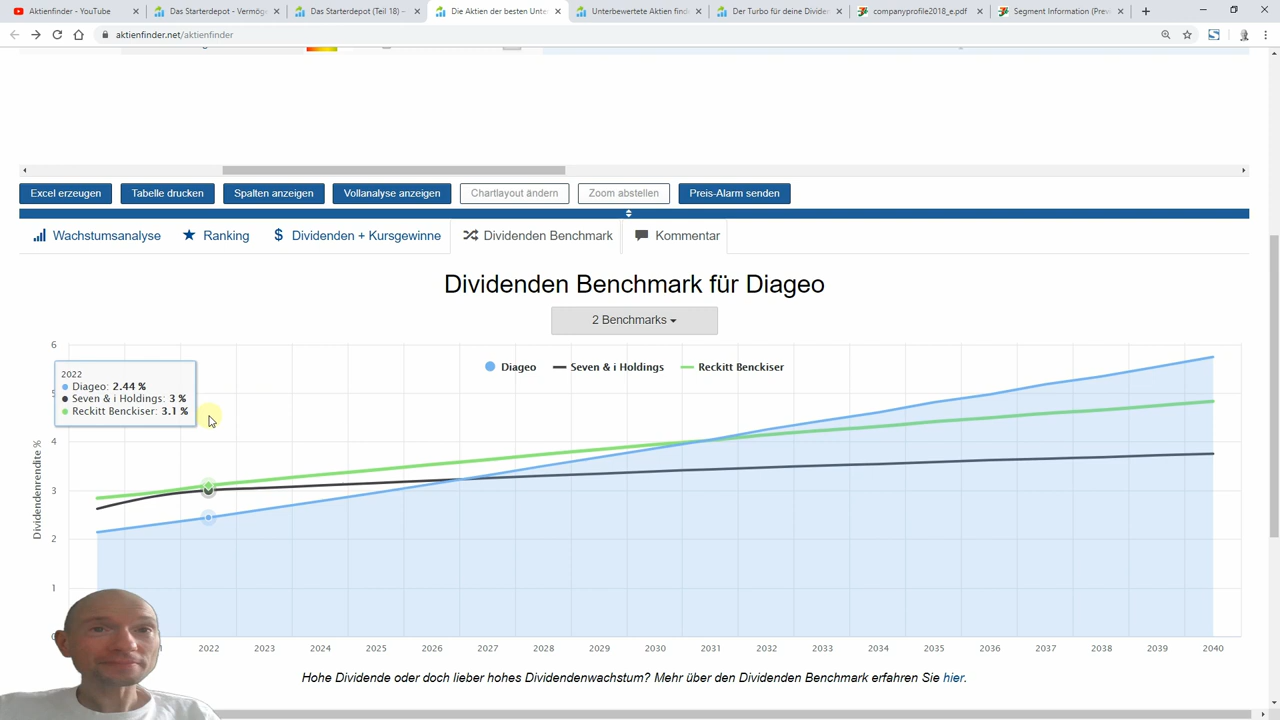 Aktienfinder - YouTube
Das Starterdepot - Vermög
Das Starterdepot (Teil 18) –
Die Aktien der besten Unte
Unterbewertete Aktien find
Der Turbo für deine Divider
companyprofile2018_e.pdf
Segment Information (Previ
aktienfinder.net/aktienfinder
Excel erzeugen
Tabelle drucken
Spalten anzeigen
Vollanalyse anzeigen
Chartlayout ändern
Zoom abstellen
Preis-Alarm senden
Wachstumsanalyse
Ranking
Dividenden + Kursgewinne
Dividenden Benchmark
Kommentar
Dividenden Benchmark für Diageo
2 Benchmarks
Diageo
Seven & i Holdings
Reckitt Benckiser
2022
Diageo: 2.44 %
Seven & i Holdings: 3 %
Reckitt Benckiser: 3.1 %
Dividendenrendite %
6
4
3
2
1
2022 2023 2024 2025 2026 2027 2028 2029 2030 2031 2032 2033 2034 2035 2036 2037 2038 2039 2040
Hohe Dividende oder doch lieber hohes Dividendenwachstum? Mehr über den Dividenden Benchmark erfahren Sie hier.